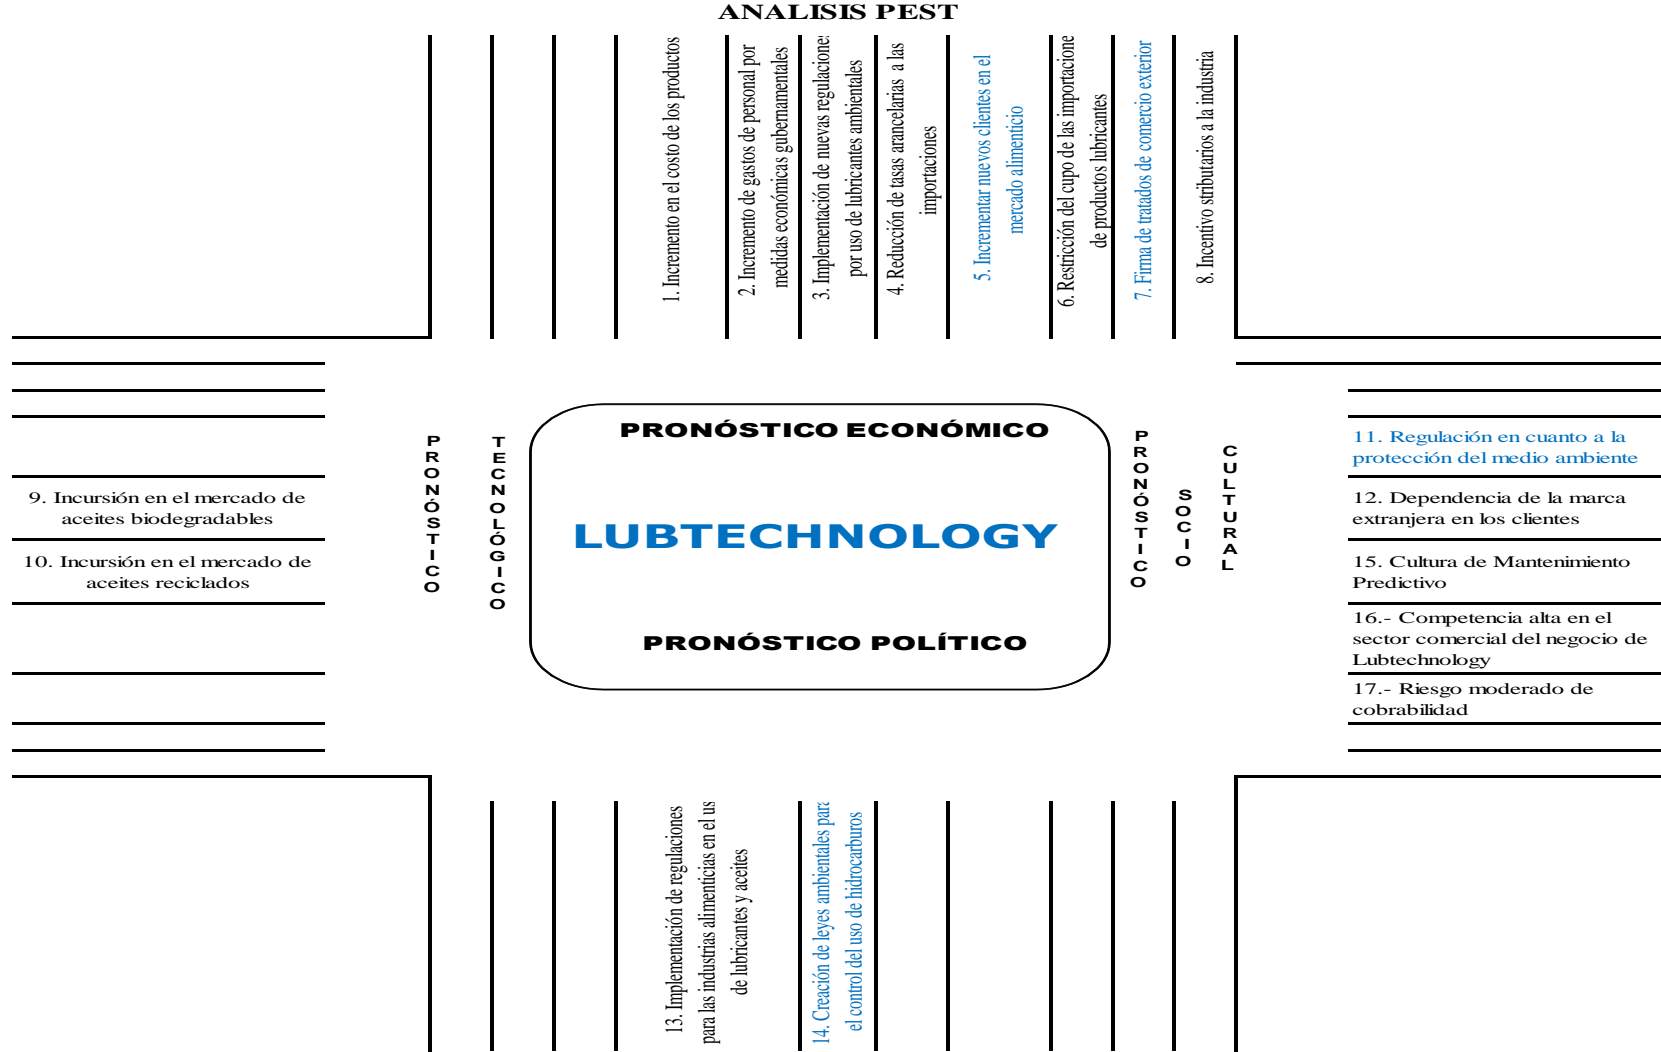 ANALISIS PEST
1. Incremento en el costo de los productos
2. Incremento de gastos de personal por
medidas económicas gubernamentales
3. Implementación de nuevas regulaciones
por uso de lubricantes ambientales
4. Reducción de tasas arancelarias a las
importaciones
5. Incrementar nuevos clientes en el
mercado alimenticio
6. Restricción del cupo de las importacione
de productos lubricantes
7. Firma de tratados de comercio exterior
8. Incentivo stributarios a la industria
9. Incursión en el mercado de
aceites biodegradables
10. Incursión en el mercado de
aceites reciclados
PRONÓSTICO
TECNOLÓGICO
PRONÓSTICO ECONÓMICO
LUBTECHNOLOGY
PRONÓSTICO POLÍTICO
PRONÓSTICO
SOCIO
CULTURAL
11. Regulación en cuanto a la
protección del medio ambiente
12. Dependencia de la marca
extranjera en los clientes
15. Cultura de Mantenimiento
Predictivo
16.- Competencia alta en el
sector comercial del negocio de
Lubtechnology
17.- Riesgo moderado de
cobrabilidad
13. Implementación de regulaciones
para las industrias alimenticias en el us
de lubricantes y aceites
14. Creación de leyes ambientales para
el control del uso de hidrocarburos